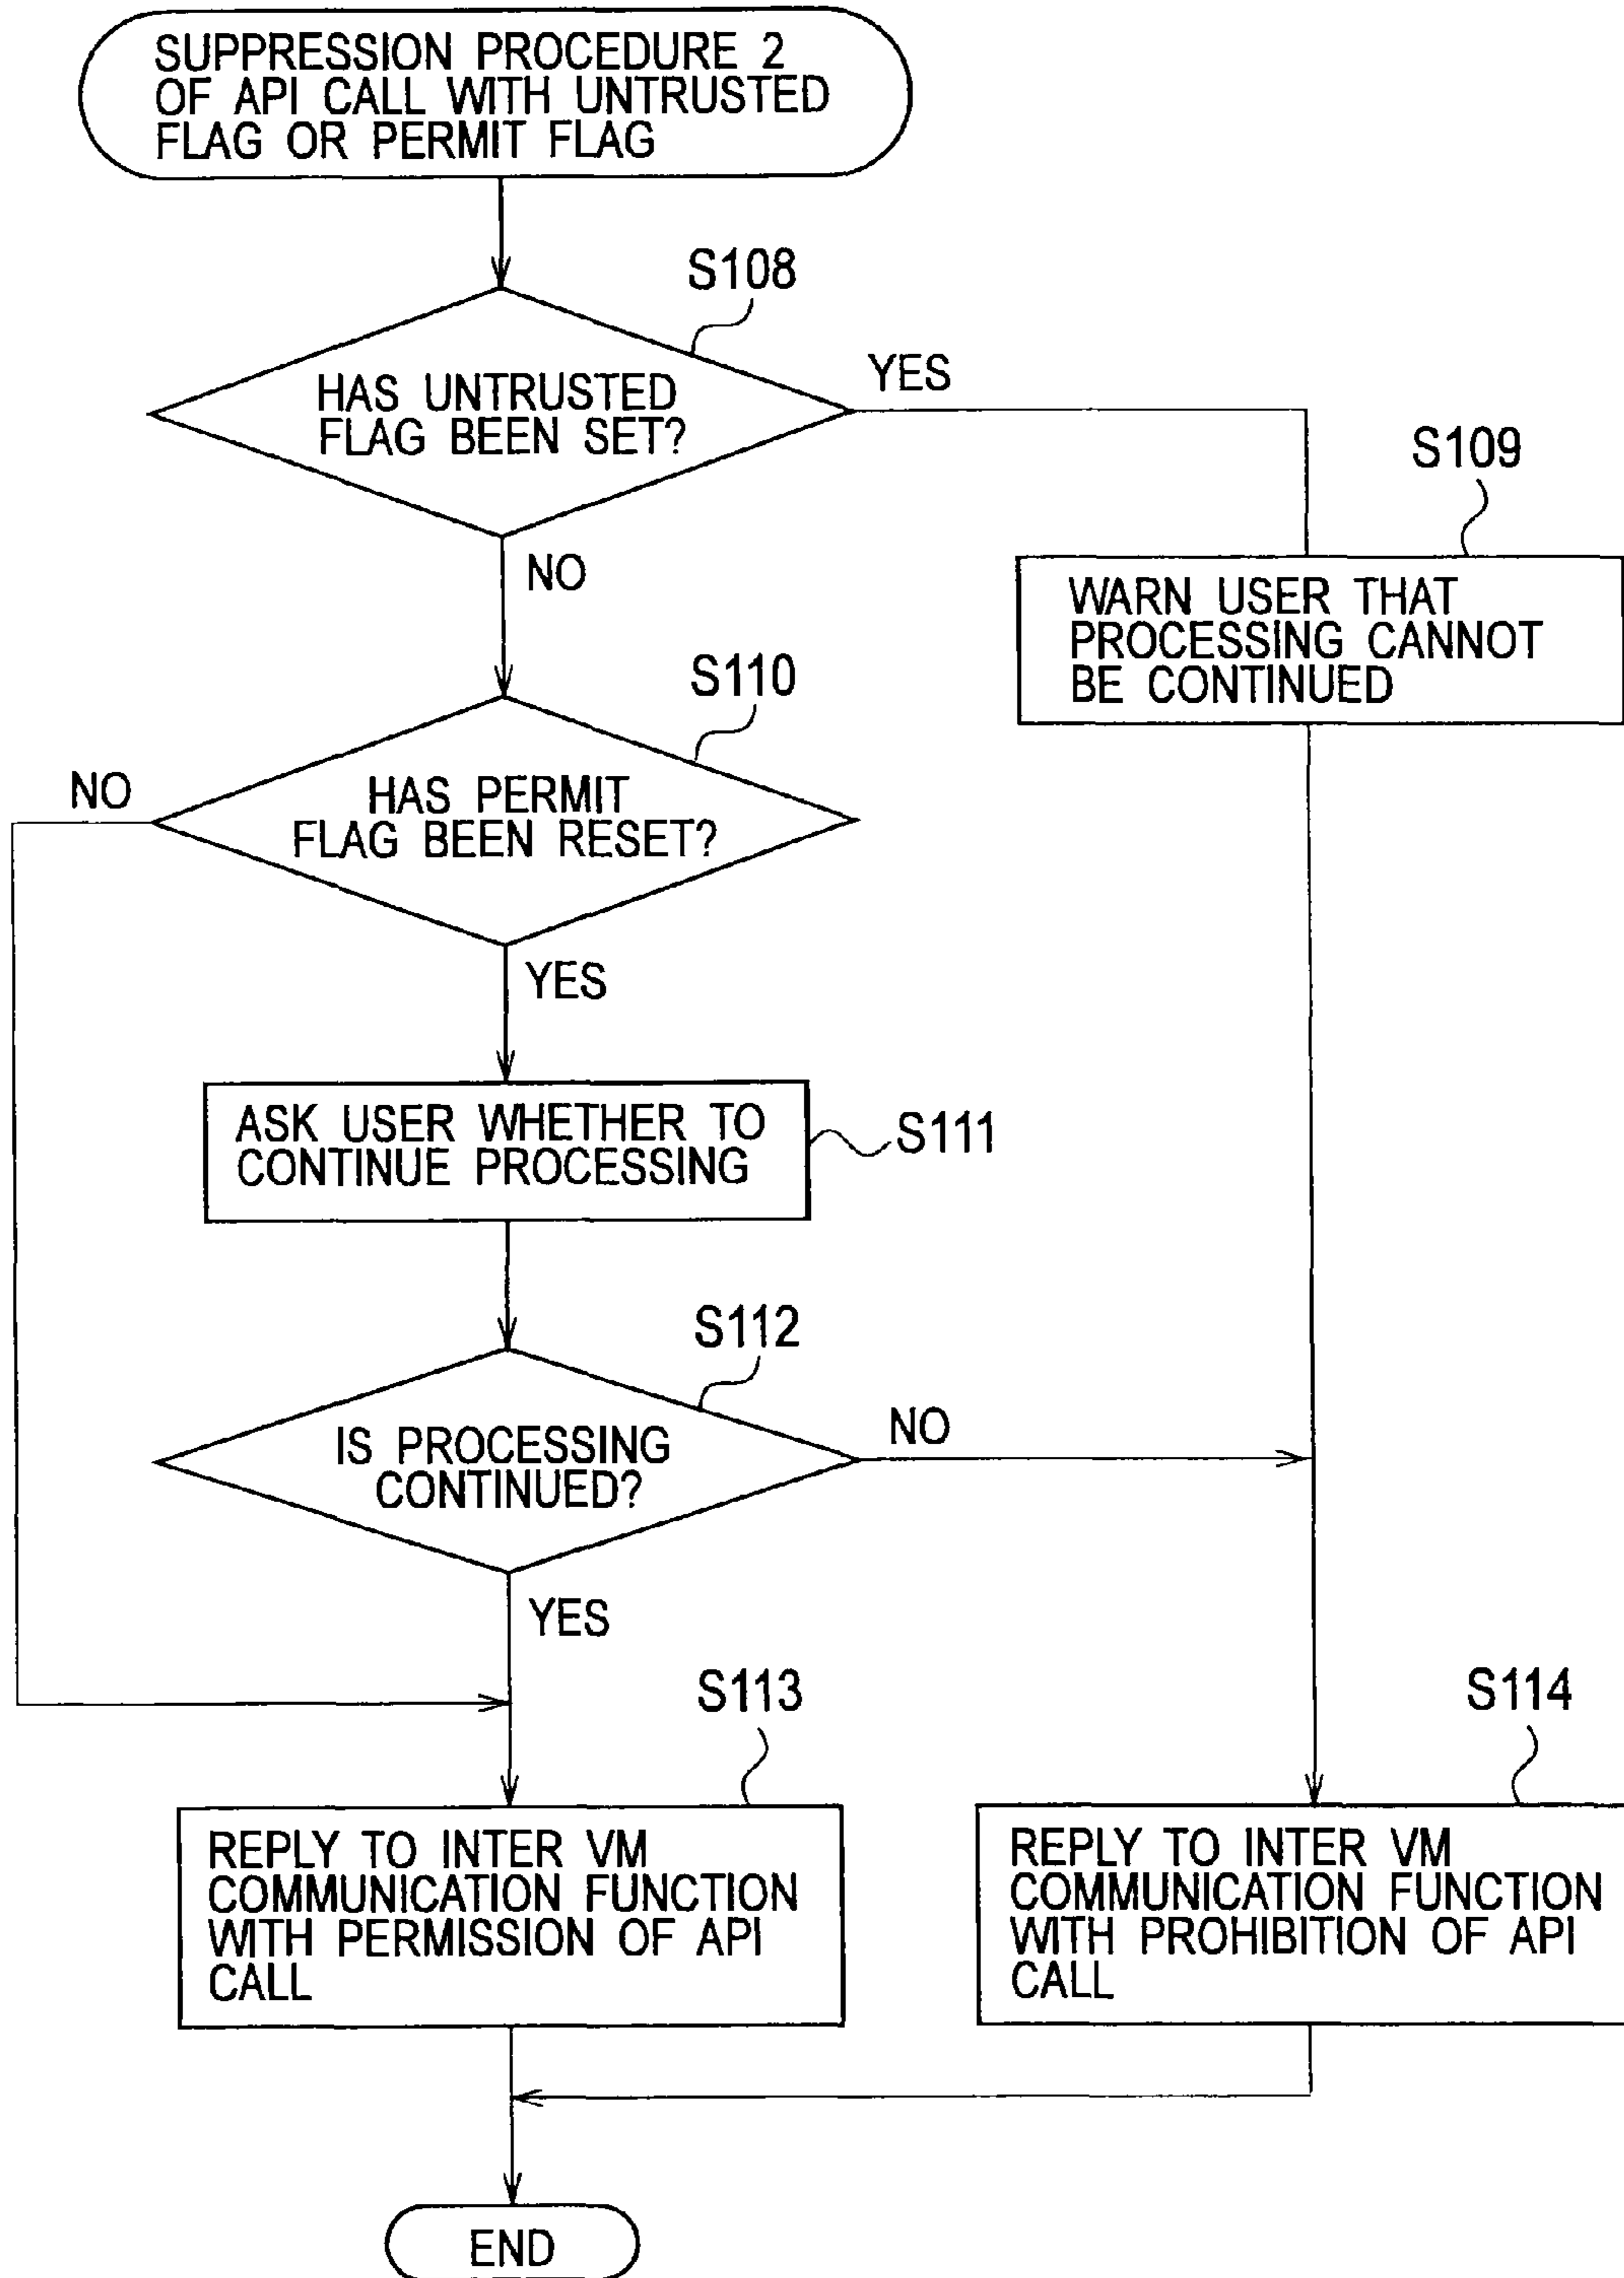 SUPPRESSION PROCEDURE 2
OF API CALL WITH UNTRUSTED
FLAG OR PERMIT FLAG
S108
HAS UNTRUSTED
FLAG BEEN SET?
YES
NO
S109
WARN USER THAT
PROCESSING CANNOT
BE CONTINUED
S110
HAS PERMIT
FLAG BEEN RESET?
NO
YES
ASK USER WHETHER TO
CONTINUE PROCESSING
S111
S112
IS PROCESSING
CONTINUED?
NO
YES
S113
REPLY TO INTER VM
COMMUNICATION FUNCTION
WITH PERMISSION OF API
CALL
S114
REPLY TO INTER VM
COMMUNICATION FUNCTION
WITH PROHIBITION OF API
CALL
END